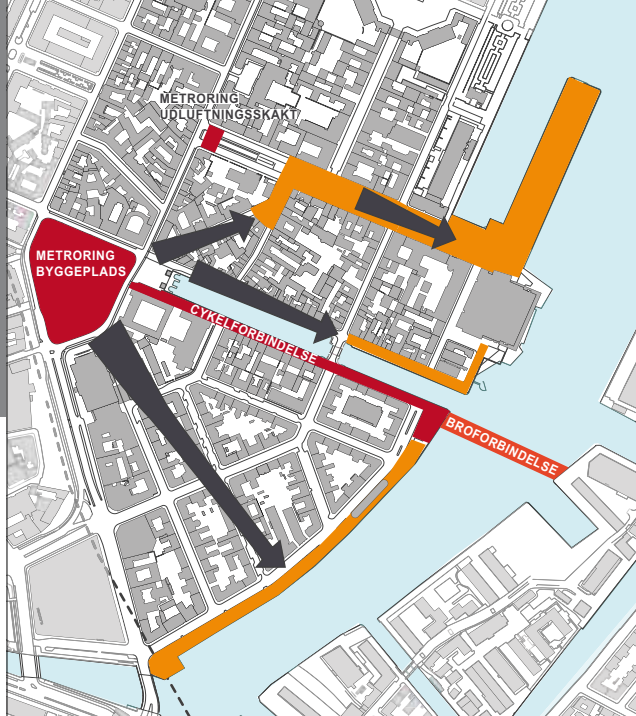 METRORING
UDLUFTNINGSSKAKT
METRORING
BYGGEPLADS
CYKELFORBINDELSE
BROFORBINDELSE